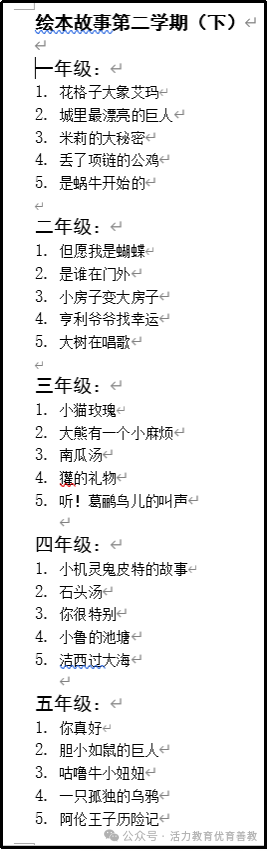 绘本故事第二学期（下）
一年级：
1. 花格子大象艾玛
2. 城里最漂亮的巨人
3. 米莉的大秘密
4. 丢了项链的公鸡
5. 是蜗牛开始的
二年级：
1. 但愿我是蝴蝶
2. 是谁在门外
3. 小房子变大房子
4. 亨利爷爷找幸运
5. 大树在唱歌
三年级：
1. 小猫玫瑰
2. 大熊有一个小麻烦
3. 南瓜汤
4. 獾的礼物
5. 听！葛鹂鸟儿的叫声
四年级：
1. 小机灵鬼皮特的故事
2. 石头汤
3. 你很特别
4. 小鲁的池塘
5. 洁西过大海
五年级：
1. 你真好
2. 胆小如鼠的巨人
3. 咕噜牛小妞妞
4. 一只孤独的乌鸦
5. 阿伦王子历险记
公众号 · 活力教育优育善教